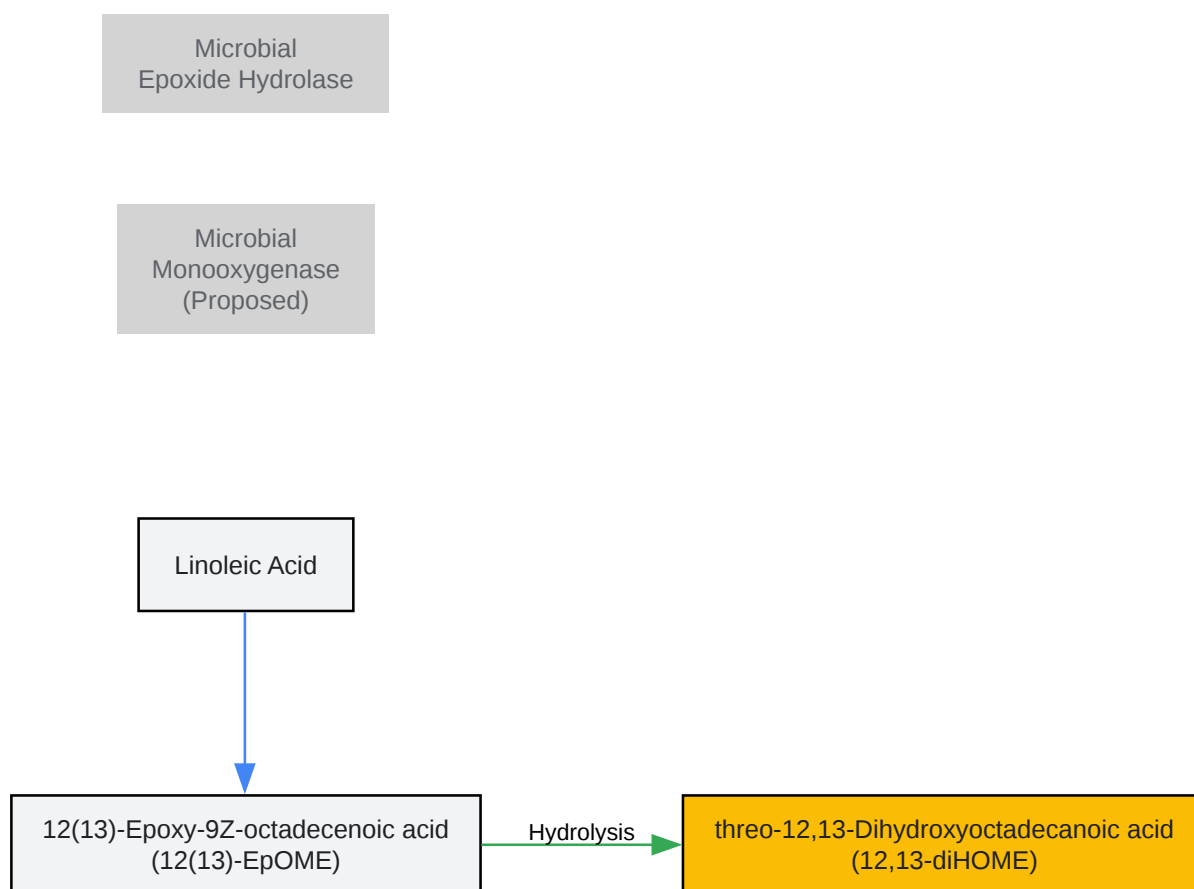 Microbial
Epoxide Hydrolase
Microbial
Monooxygenase
(Proposed)
Linoleic Acid
12(13)-Epoxy-9Z-octadecenoic acid
(12(13)-EpOME)
Hydrolysis
threo-12,13-Dihydroxyoctadecanoic acid
(12,13-diHOME)